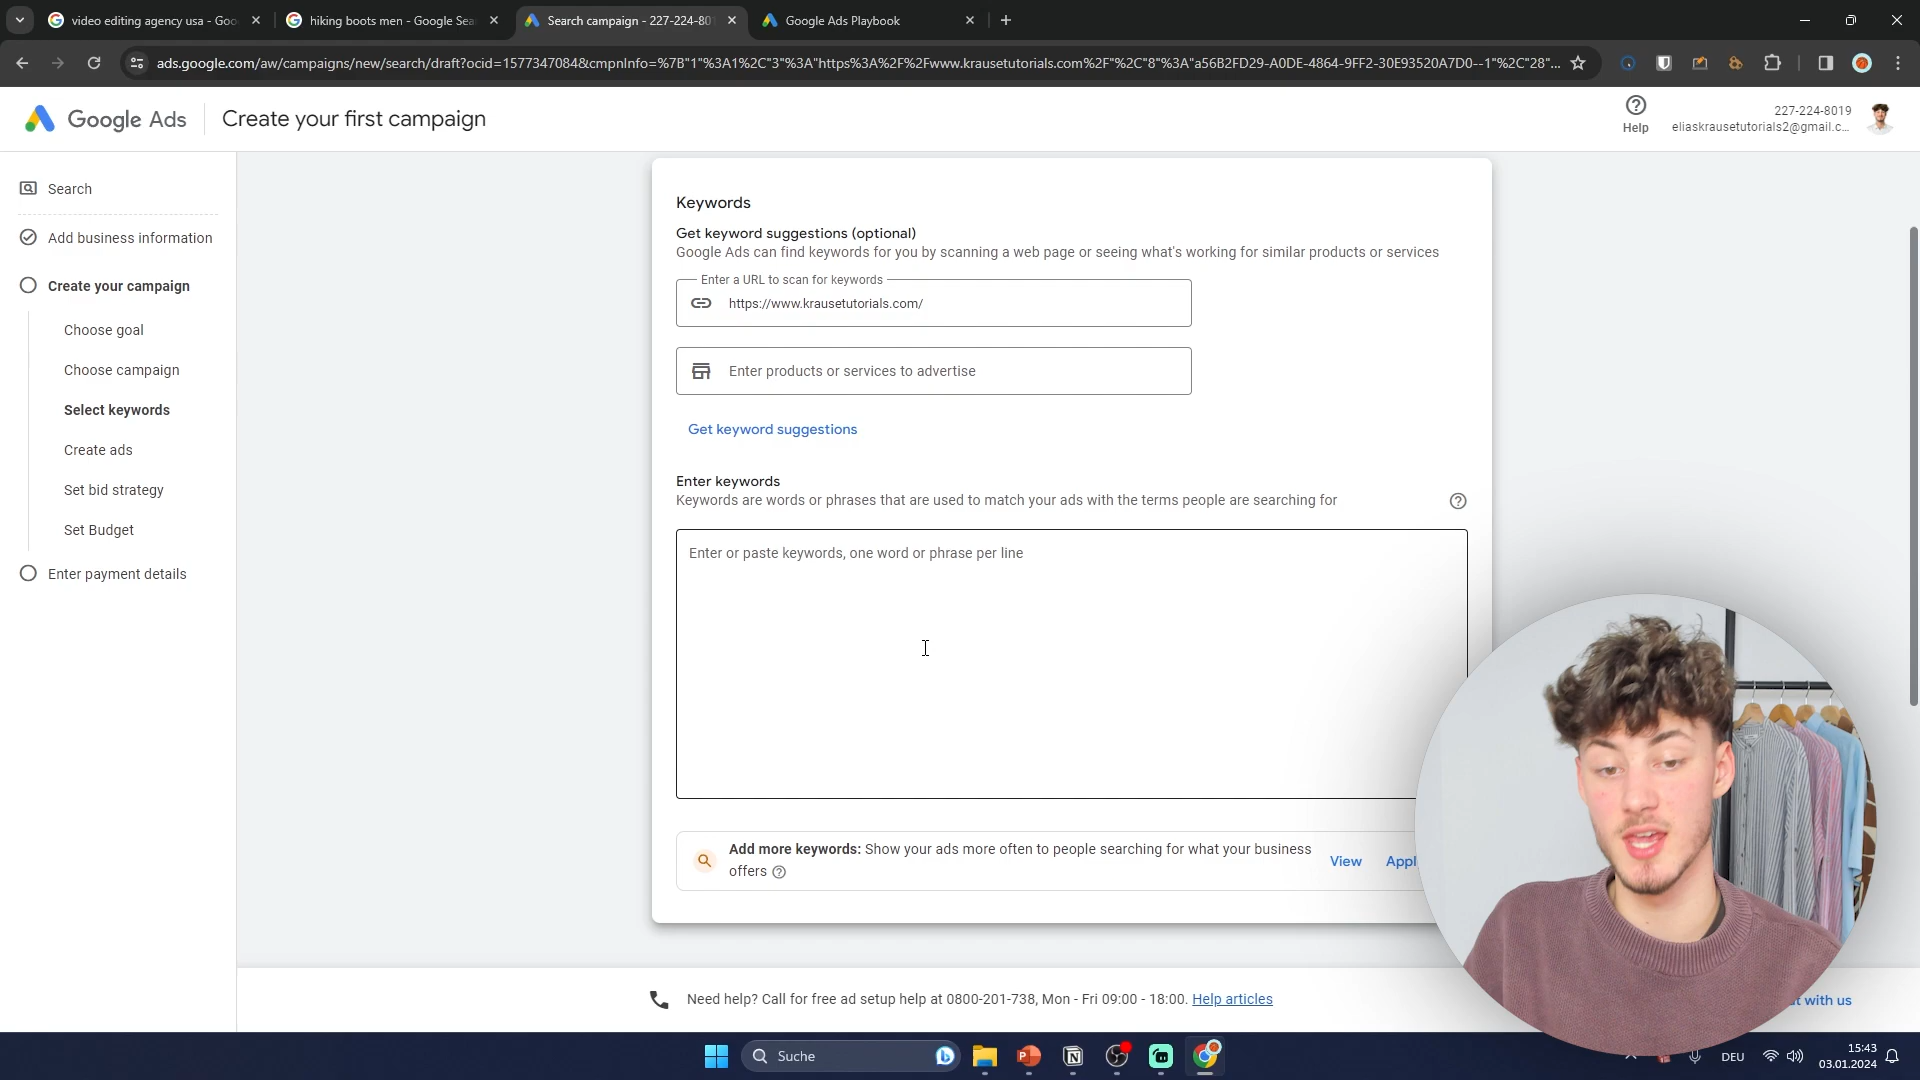 video editing agency usa - Goo
hiking boots men - Google Sea
Search campaign - 227-224-801
Google Ads Playbook
ads.google.com/aw/campaigns/new/search/draft?ocid=1577347084&cmpnInfo=%7B"1"%3A1%2C"3"%3A"https%3A%2F%2Fwww.krausetutorials.com%2F"%2C"8"%3A"a56B2FD29-A0DE-4864-9FF2-30E93520A7D0--1"%2C"28"...
Google Ads
Create your first campaign
Help
227-224-8019
eliaskrausetutorials2@gmail.c...
Search
Add business information
Create your campaign
Choose goal
Choose campaign
Select keywords
Create ads
Set bid strategy
Set Budget
Enter payment details
Keywords
Get keyword suggestions (optional)
Google Ads can find keywords for you by scanning a web page or seeing what's working for similar products or services
Enter a URL to scan for keywords
https://www.krausetutorials.com/
Enter products or services to advertise
Get keyword suggestions
Enter keywords
Keywords are words or phrases that are used to match your ads with the terms people are searching for
Enter or paste keywords, one word or phrase per line
Add more keywords: Show your ads more often to people searching for what your business
offers
View
Appl
Need help? Call for free ad setup help at 0800-201-738, Mon - Fri 09:00 - 18:00. Help articles
at with us
Suche
DEU
15:43
03.01.2024